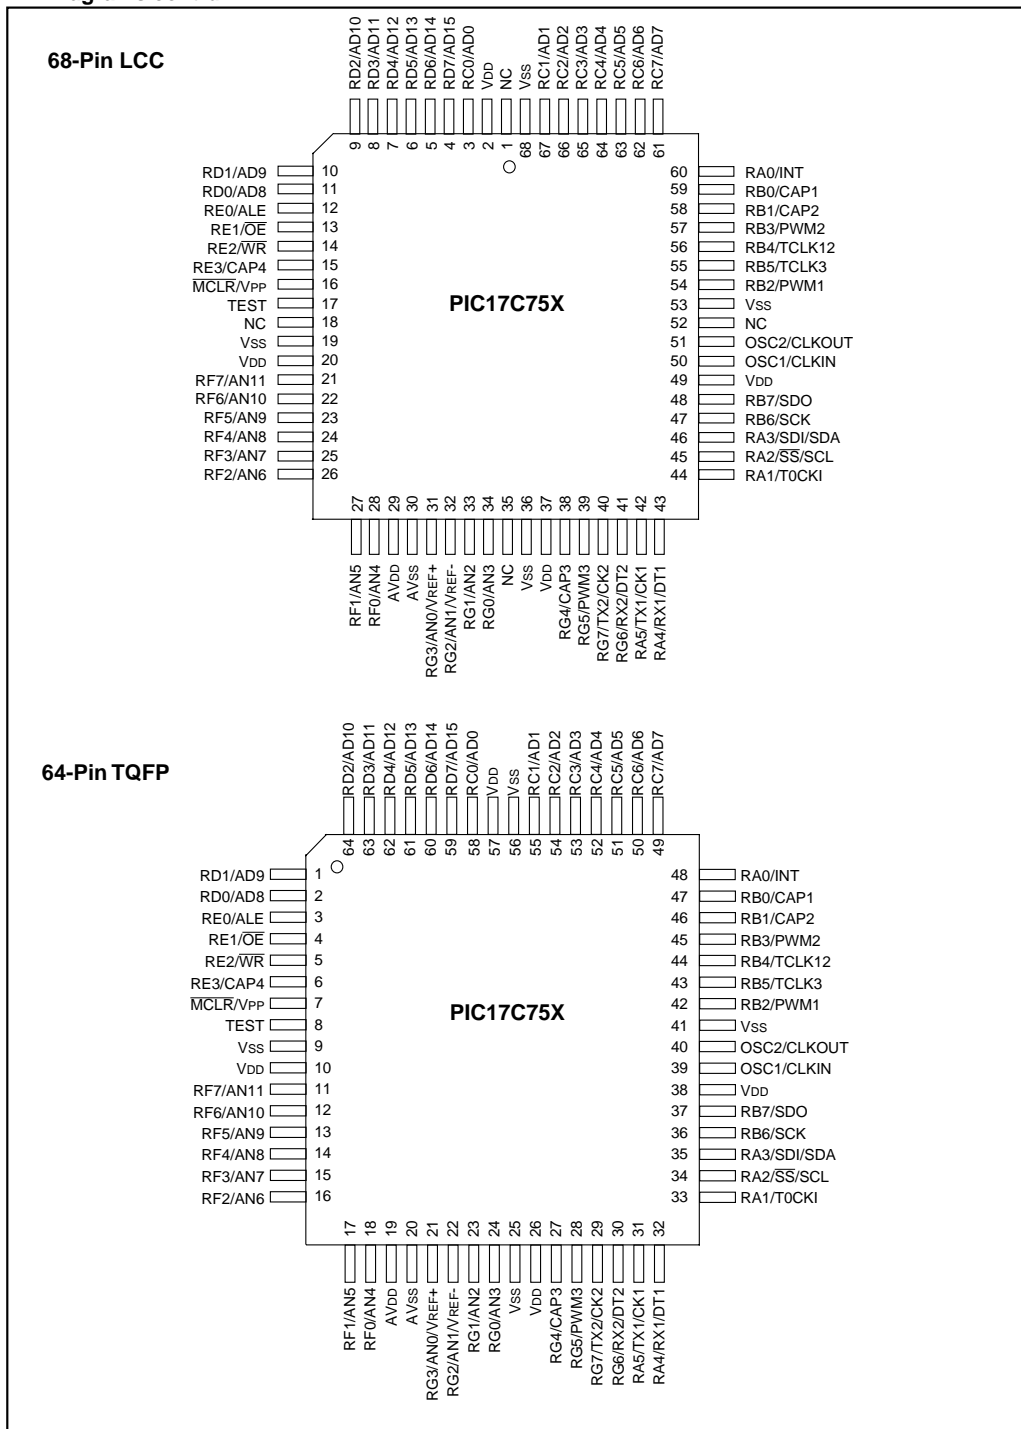 68-Pin LCC
RD2/AD10
RD3/AD11
RD4/AD12
RD5/AD13
RD6/AD14
RD7/AD15
RC0/AD0
VDD
NC
VSS
RC1/AD1
RC2/AD2
RC3/AD3
RC4/AD4
RC5/AD5
RC6/AD6
RC7/AD7
9 8 7 6 5 4 3 2 1 68 67 66 65 64 63 62 61
RD1/AD9 10
RD0/AD8 11
RE0/ALE 12
RE1/OE 13
RE2/WR 14
RE3/CAP4 15
MCLR/VPP 16
TEST 17
NC 18
VSS 19
VDD 20
RF7/AN11 21
RF6/AN10 22
RF5/AN9 23
RF4/AN8 24
RF3/AN7 25
RF2/AN6 26
PIC17C75X
60 RA0/INT
59 RB0/CAP1
58 RB1/CAP2
57 RB3/PWM2
56 RB4/TCLK12
55 RB5/TCLK3
54 RB2/PWM1
53 VSS
52 NC
51 OSC2/CLKOUT
50 OSC1/CLKIN
49 VDD
48 RB7/SDO
47 RB6/SCK
46 RA3/SDI/SDA
45 RA2/SS/SCL
44 RA1/T0CKI
27 28 29 30 31 32 33 34 35 36 37 38 39 40 41 42 43
RF1/AN5
RF0/AN4
AVDD
AVSS
RG3/AN0/VREF+
RG2/AN1/VREF-
RG1/AN2
RG0/AN3
NC
VSS
VDD
RG4/CAP3
RG5/PWM3
RG7/TX2/CK2
RG6/RX2/DT2
RA5/TX1/CK1
RA4/RX1/DT1
64-Pin TQFP
RD2/AD10
RD3/AD11
RD4/AD12
RD5/AD13
RD6/AD14
RD7/AD15
RC0/AD0
VDD
VSS
RC1/AD1
RC2/AD2
RC3/AD3
RC4/AD4
RC5/AD5
RC6/AD6
RC7/AD7
64 63 62 61 60 59 58 57 56 55 54 53 52 51 50 49
RD1/AD9 1
RD0/AD8 2
RE0/ALE 3
RE1/OE 4
RE2/WR 5
RE3/CAP4 6
MCLR/VPP 7
TEST 8
VSS 9
VDD 10
RF7/AN11 11
RF6/AN10 12
RF5/AN9 13
RF4/AN8 14
RF3/AN7 15
RF2/AN6 16
PIC17C75X
48 RA0/INT
47 RB0/CAP1
46 RB1/CAP2
45 RB3/PWM2
44 RB4/TCLK12
43 RB5/TCLK3
42 RB2/PWM1
41 VSS
40 OSC2/CLKOUT
39 OSC1/CLKIN
38 VDD
37 RB7/SDO
36 RB6/SCK
35 RA3/SDI/SDA
34 RA2/SS/SCL
33 RA1/T0CKI
17 18 19 20 21 22 23 24 25 26 27 28 29 30 31 32
RF1/AN5
RF0/AN4
AVDD
AVSS
RG3/AN0/VREF+
RG2/AN1/VREF-
RG1/AN2
RG0/AN3
VSS
VDD
RG4/CAP3
RG5/PWM3
RG7/TX2/CK2
RG6/RX2/DT2
RA5/TX1/CK1
RA4/RX1/DT1